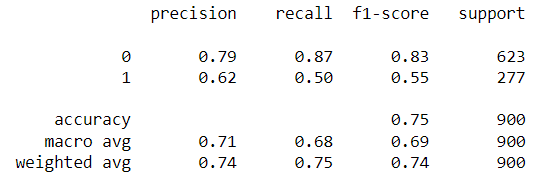 precision recall f1-score support
0 0.79 0.87 0.83 623
1 0.62 0.50 0.55 277
accuracy 0.75 900
macro avg 0.71 0.68 0.69 900
weighted avg 0.74 0.75 0.74 900